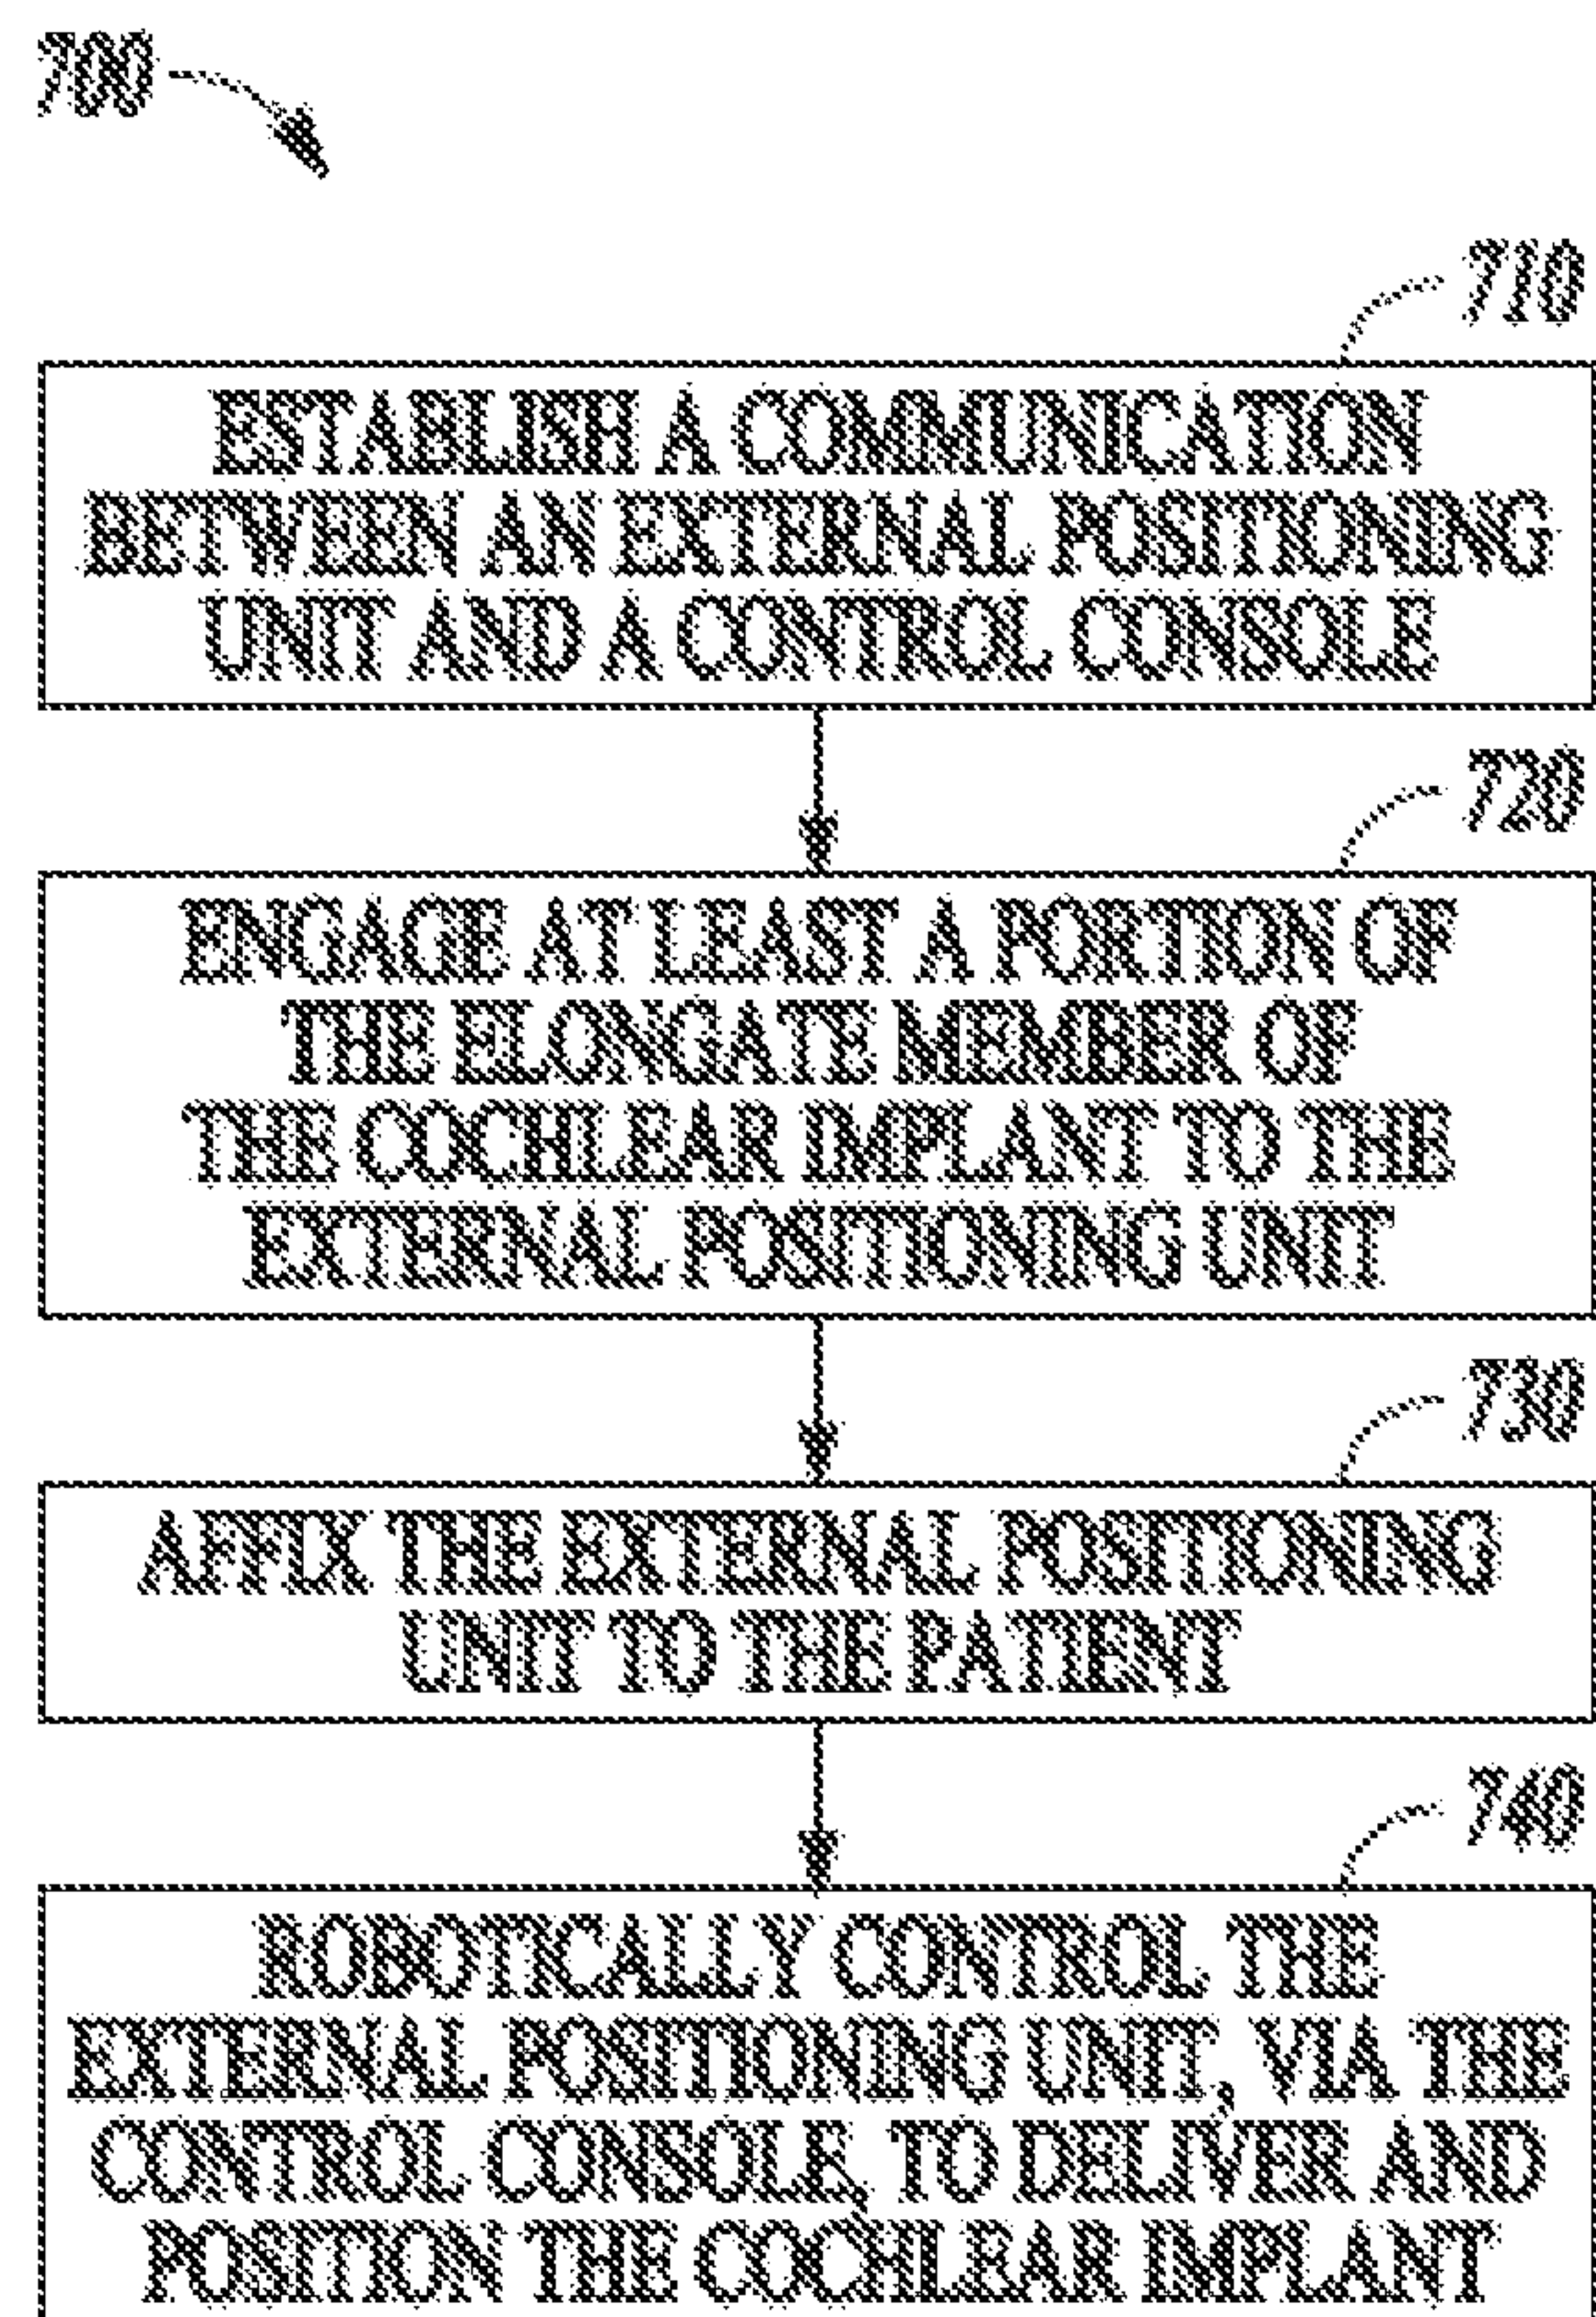 700
710
ESTABLISH A COMMUNICATION
BETWEEN AN EXTERNAL POSITIONING
UNIT AND A CONTROL CONSOLE
720
ENGAGE AT LEAST A PORTION OF
THE ELONGATE MEMBER OF
THE COCHLEAR IMPLANT TO THE
EXTERNAL POSITIONING UNIT
730
AFFIX THE EXTERNAL POSITIONING
UNIT TO THE PATIENT
740
ROBOTICALLY CONTROL THE
EXTERNAL POSITIONING UNIT, VIA THE
CONTROL CONSOLE, TO DELIVER AND
POSITION THE COCHLEAR IMPLANT